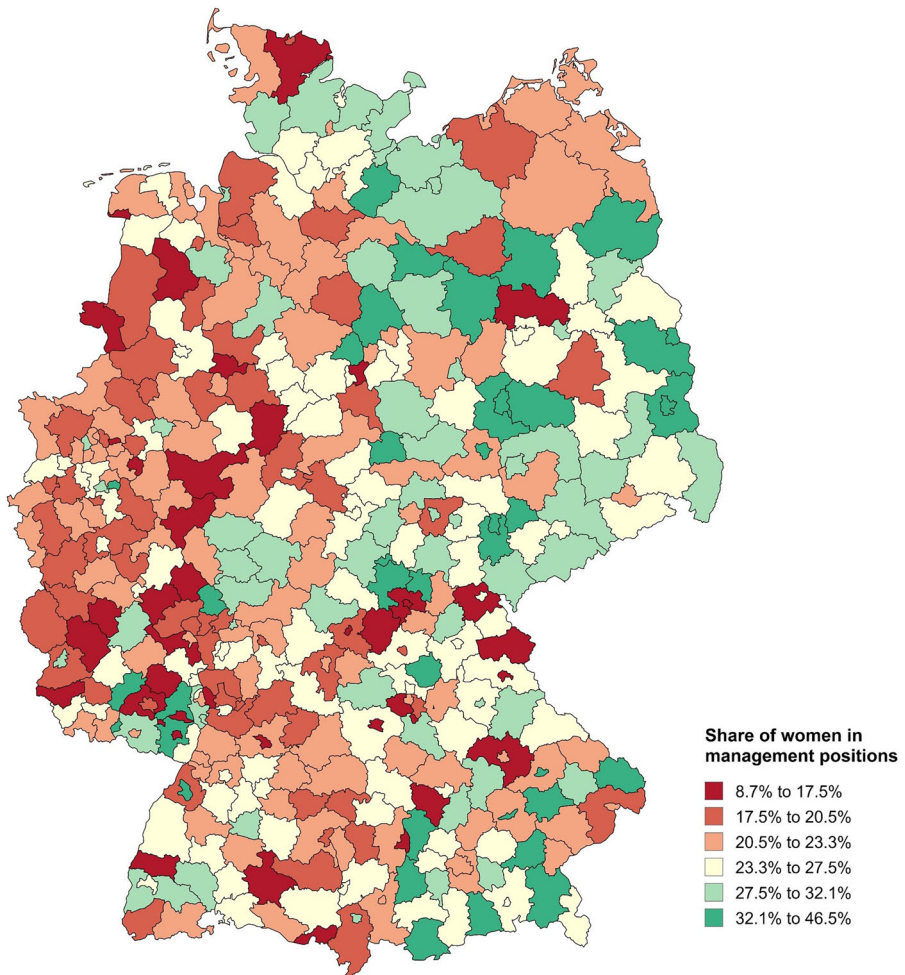 Share of women in
management positions
8.7% to 17.5%
17.5% to 20.5%
20.5% to 23.3%
23.3% to 27.5%
27.5% to 32.1%
32.1% to 46.5%